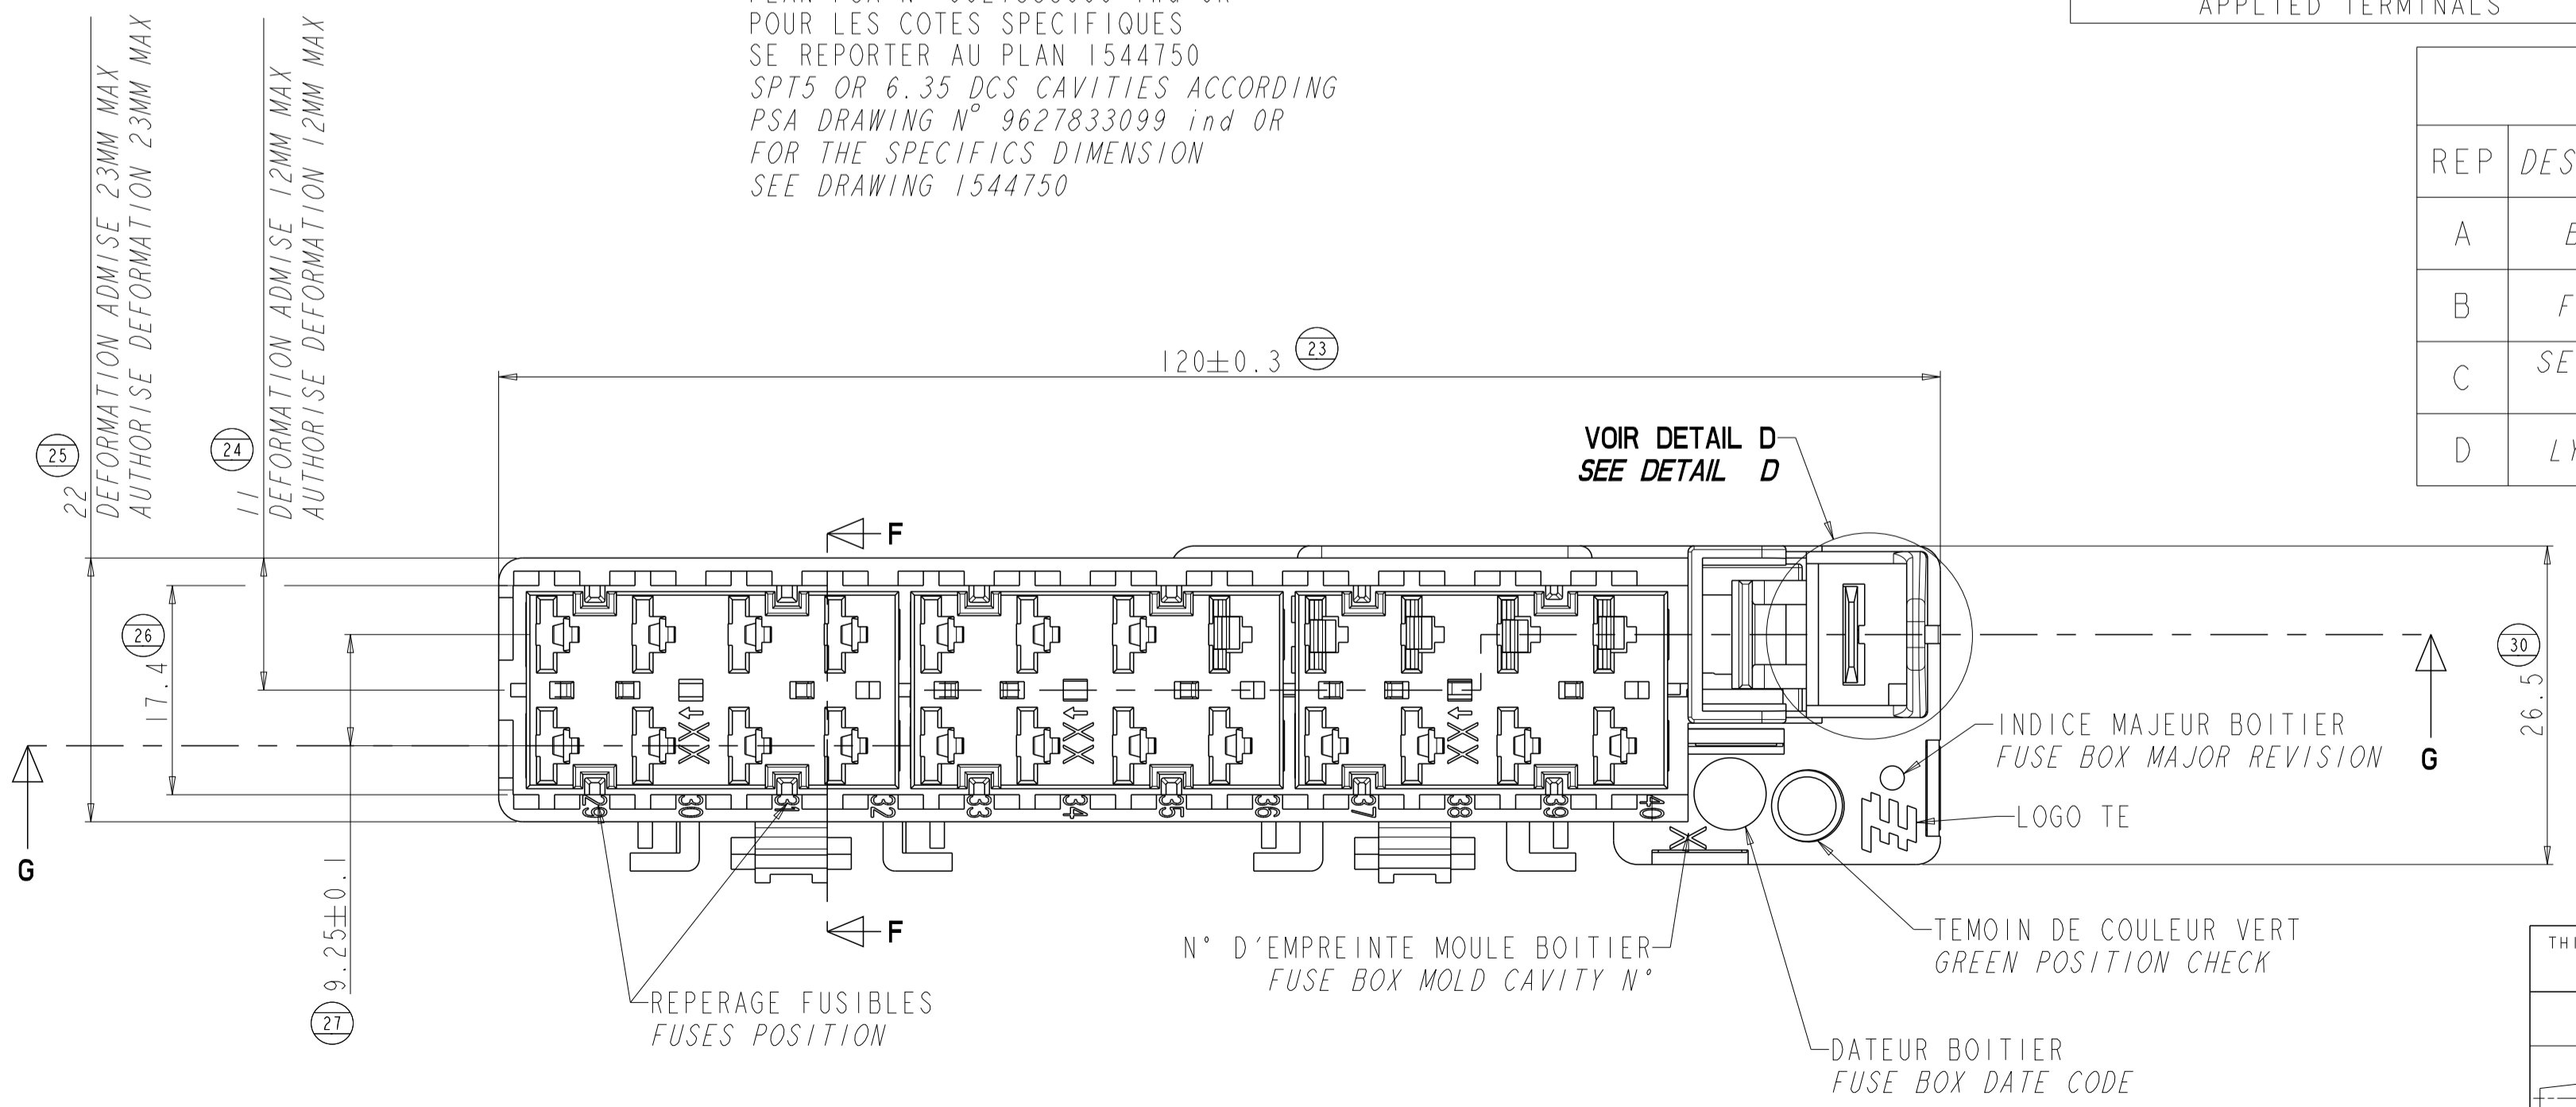 POUR LES COTES SPECIFIQUES
SE REPORTER AU PLAN 1544750
SPT5 OR 6.35 DCS CAVITIES ACCORDING
PSA DRAWING N° 9627833099 ind OR
FOR THE SPECIFICS DIMENSION
SEE DRAWING 1544750
APPLIED TERMINALS
REP
A
B
C
D
22
DEFORMATION ADMISE 23MM MAX
AUTHORISE DEFORMATION 23MM MAX
25
11
DEFORMATION ADMISE 12MM MAX
AUTHORISE DEFORMATION 12MM MAX
24
120±0.3
23
VOIR DETAIL D
SEE DETAIL D
F
26
17.4
30
26.5
XX
XX
XX
INDICE MAJEUR BOITIER
FUSE BOX MAJOR REVISION
G
G
29 30 31 32 33 34 35 36 37 38 39 40
X
TE
LOGO TE
9.25±0.1
27
F
N° D'EMPREINTE MOULE BOITIER
FUSE BOX MOLD CAVITY N°
TEMOIN DE COULEUR VERT
GREEN POSITION CHECK
REPERAGE FUSIBLES
FUSES POSITION
DATEUR BOITIER
FUSE BOX DATE CODE